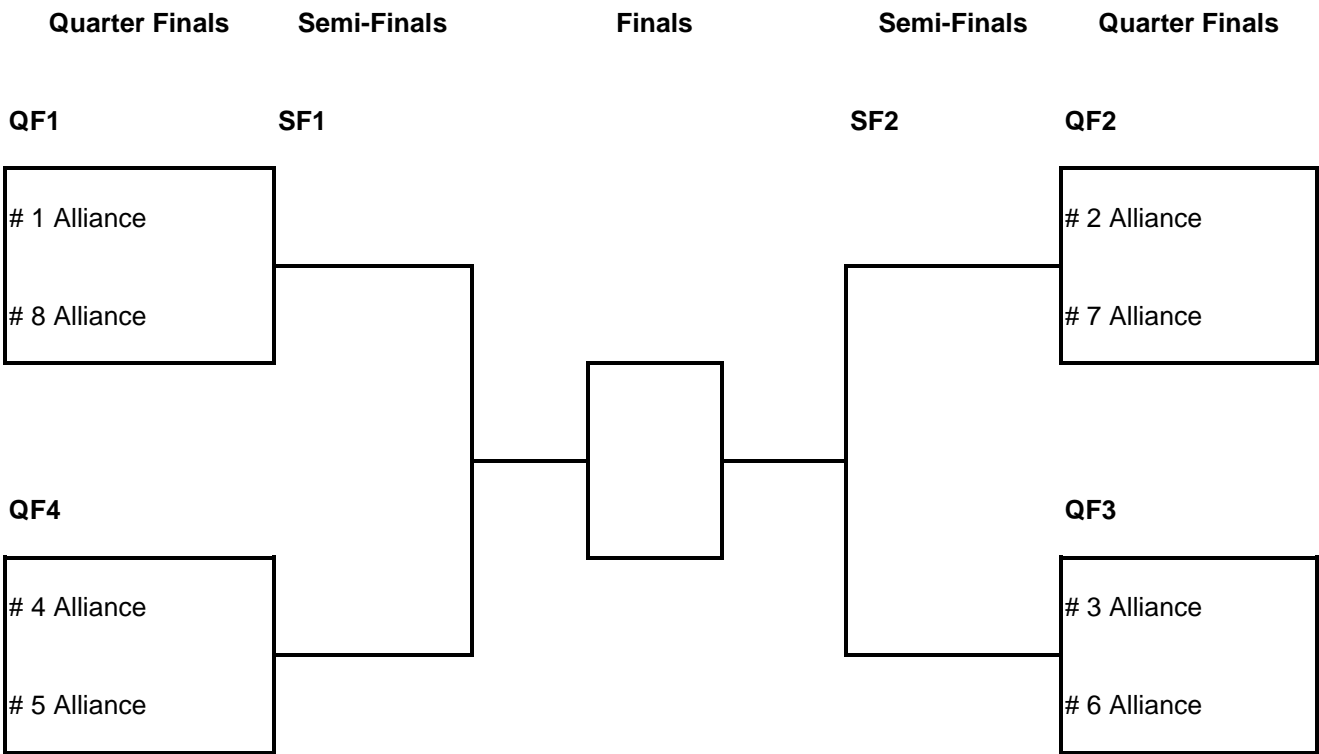 Quarter Finals Semi-Finals Finals Semi-Finals Quarter Finals
QF1 SF1 SF2 QF2
# 1 Alliance # 2 Alliance
# 8 Alliance # 7 Alliance
QF4 QF3
# 4 Alliance # 3 Alliance
# 5 Alliance # 6 Alliance